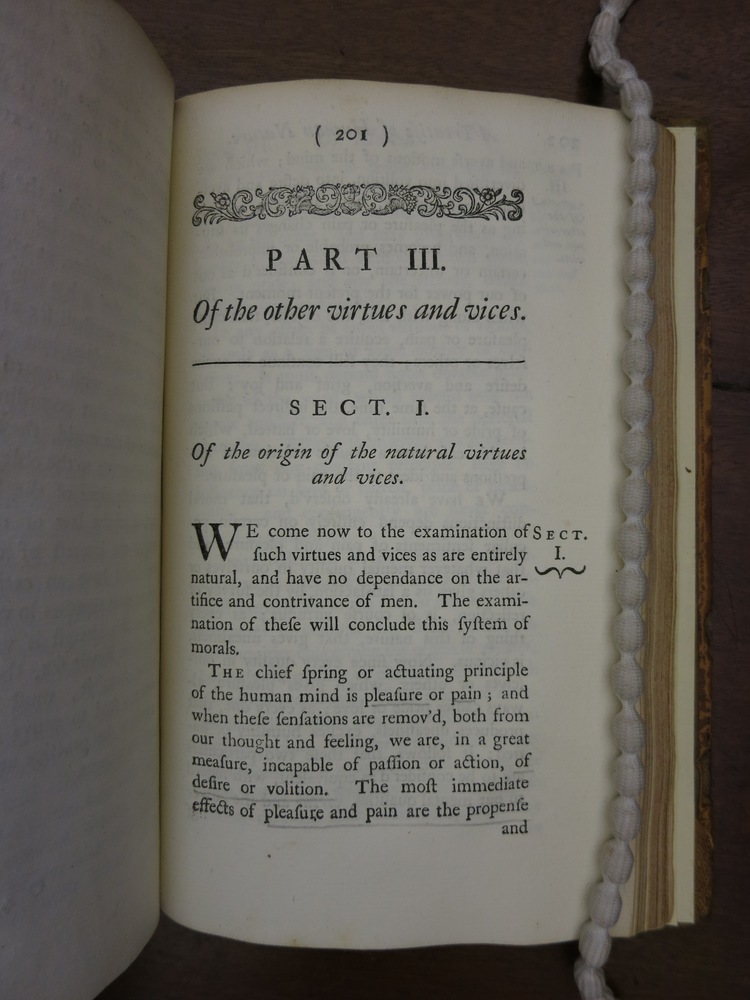 ( 201 )
PART III.
Of the other virtues and vices.
SECT. I.
Of the origin of the natural virtues
and vices.
WE come now to the examination of
ſuch virtues and vices as are entirely
natural, and have no dependance on the ar-
tifice and contrivance of men. The exami-
nation of theſe will conclude this ſyſtem of
morals.
THE chief ſpring or actuating principle
of the human mind is pleaſure or pain ; and
when theſe ſenſations are remov'd, both from
our thought and feeling, we are, in a great
meaſure, incapable of paſſion or action, of
deſire or volition. The moſt immediate
effects of pleaſure and pain are the propenſe
and
SECT.
I.